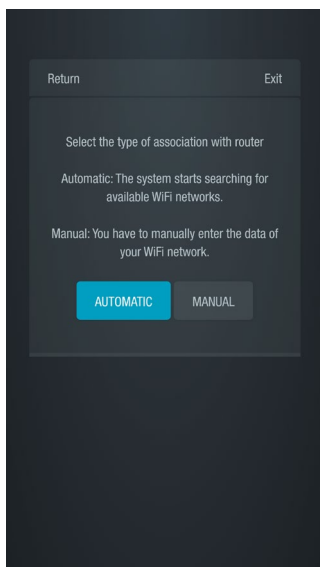 Return Exit
Select the type of association with router
Automatic: The system starts searching for
available WiFi networks.
Manual: You have to manually enter the data of
your WiFi network.
AUTOMATIC MANUAL